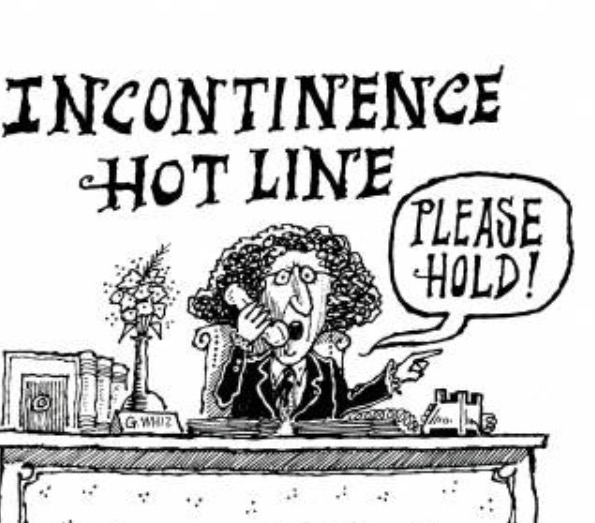 INCONTINENCE
HOT LINE
PLEASE
HOLD!
G. WHIZ